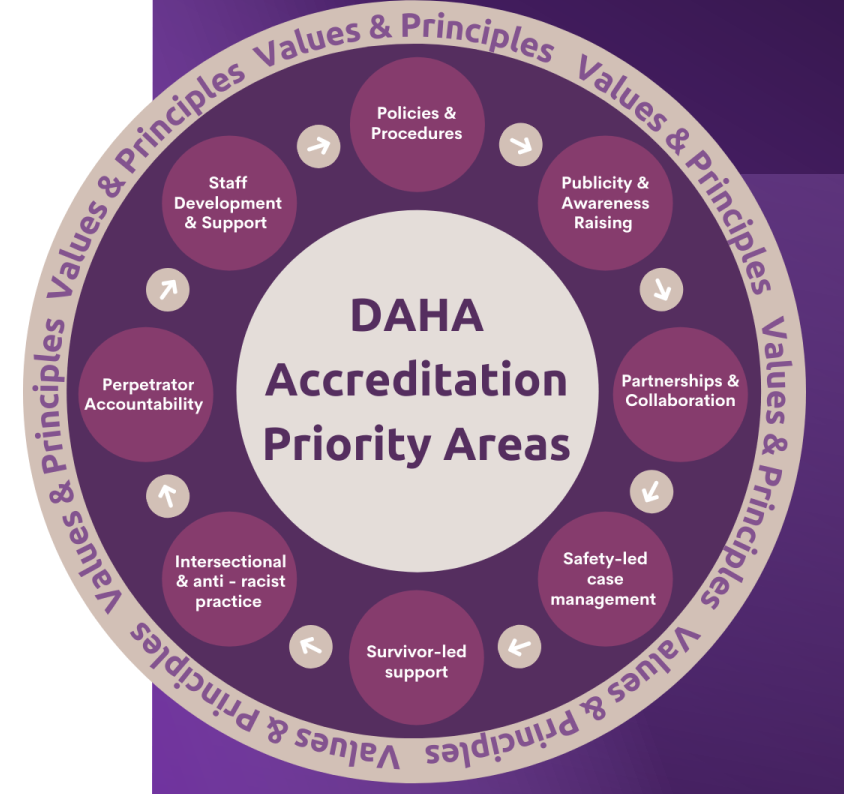 Values & Principles
Values & Principles
Values & Principles
Values & Principles
Values & Principles
Values & Principles
Values & Principles
Values & Principles
DAHA
Accreditation
Priority Areas
Policies &
Procedures
Publicity &
Awareness
Raising
Partnerships &
Collaboration
Safety-led
case
management
Survivor-led
support
Intersectional
& anti - racist
practice
Perpetrator
Accountability
Staff
Development
& Support